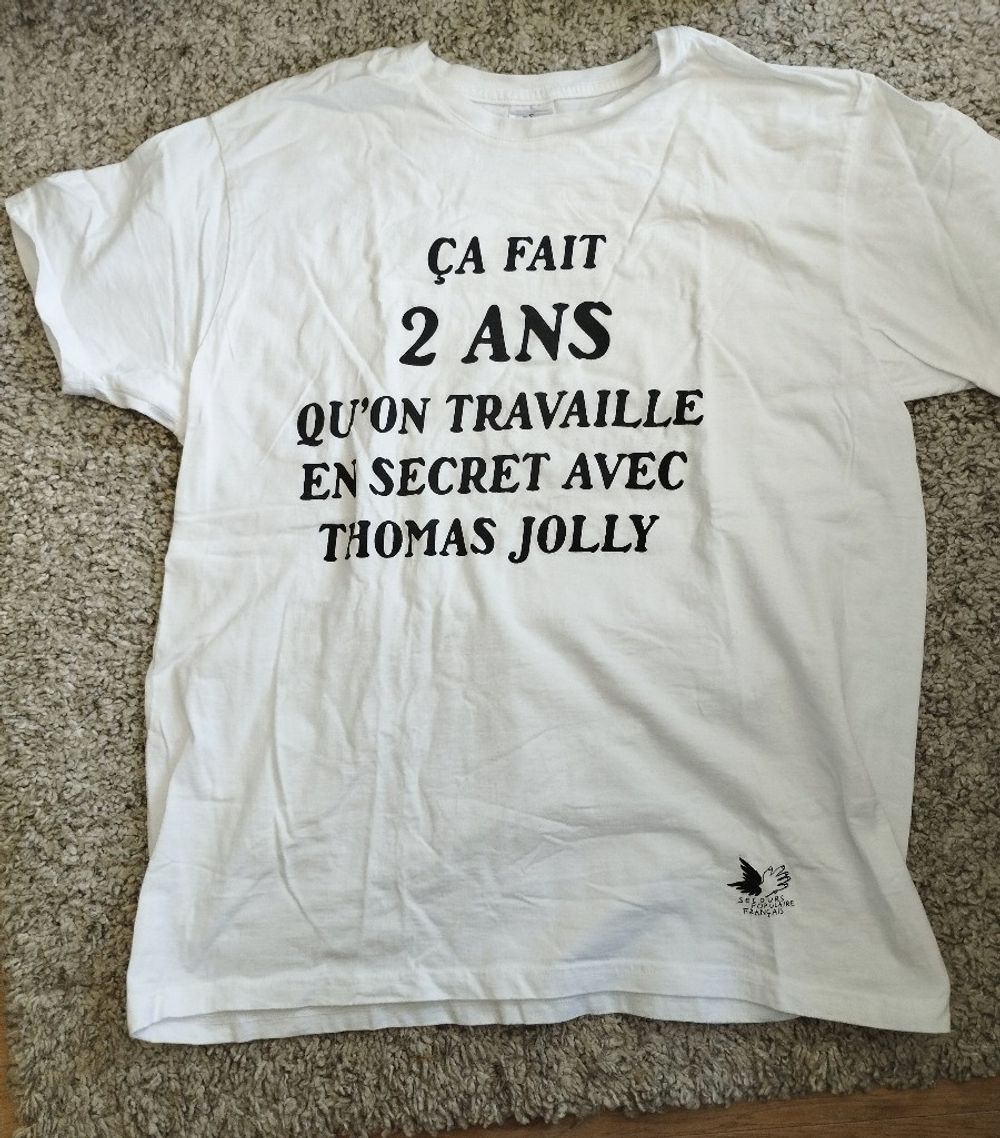 ÇA FAIT
2 ANS
QU'ON TRAVAILLE
EN SECRET AVEC
THOMAS JOLLY
SECOURS
POPULAIRE
FRANÇAIS